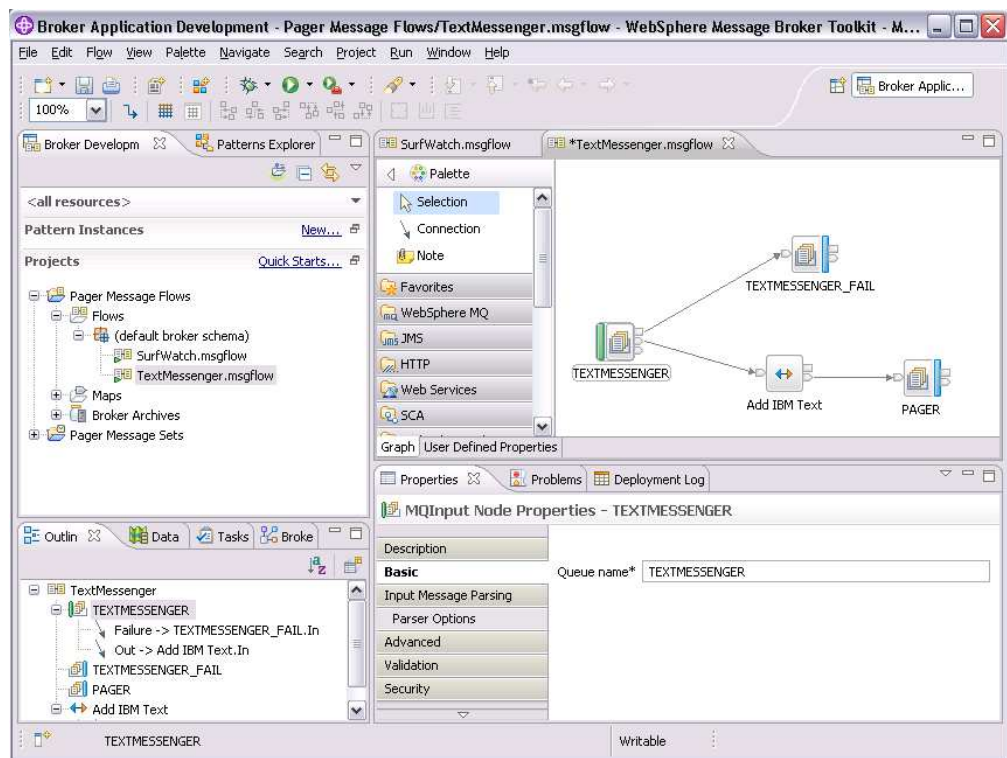 Broker Application Development - Pager Message Flows/TextMessenger.msgflow - WebSphere Message Broker Toolkit - M...
File Edit Flow View Palette Navigate Search Project Run Window Help
Broker Applic...
100%
Broker Developm
Patterns Explorer
<all resources>
Pattern Instances
New...
Projects
Quick Starts...
Pager Message Flows
Flows
(default broker schema)
SurfWatch.msgflow
TextMessenger.msgflow
Maps
Broker Archives
Pager Message Sets
SurfWatch.msgflow
*TextMessenger.msgflow
Palette
Selection
Connection
Note
Favorites
WebSphere MQ
JMS
HTTP
Web Services
SCA
TEXTMESSENGER_FAIL
TEXTMESSENGER
Add IBM Text
PAGER
Graph
User Defined Properties
Outlin
Data
Tasks
Broke
TextMessenger
TEXTMESSENGER
Failure -> TEXTMESSENGER_FAIL.In
Out -> Add IBM Text.In
TEXTMESSENGER_FAIL
PAGER
Add IBM Text
Properties
Problems
Deployment Log
MQInput Node Properties - TEXTMESSENGER
Description
Basic
Input Message Parsing
Parser Options
Advanced
Validation
Security
Queue name* TEXTMESSENGER
TEXTMESSENGER
Writable